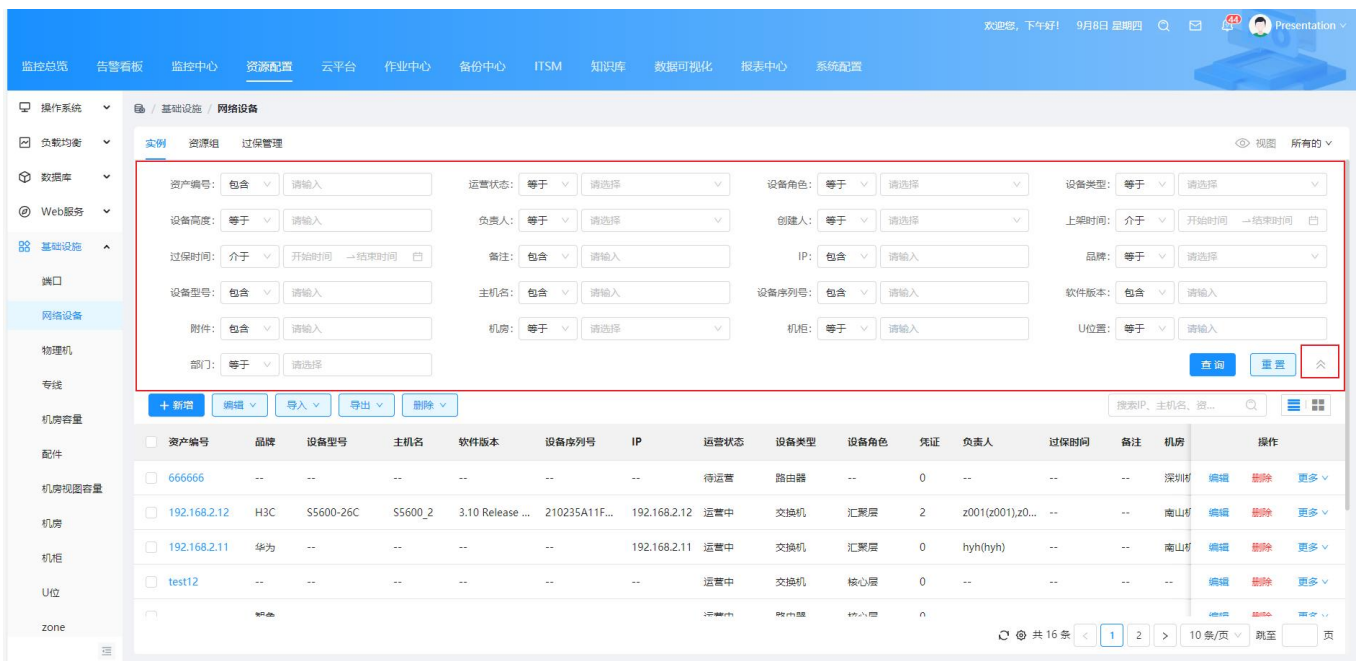 欢迎您，下午好! 9月8日 星期四 44 Presentation
监控总览 告警看板 监控中心 资源配置 云平台 作业中心 备份中心 ITSM 知识库 数据可视化 报表中心 系统配置
操作系统 / 基础设施 / 网络设备
负载均衡 实例 资源组 过保管理 视图 所有的
数据库 资产编号: 包含 请输入 运营状态: 等于 请选择 设备角色: 等于 请选择 设备类型: 等于 请选择
Web服务 设备高度: 等于 请输入 负责人: 等于 请选择 创建人: 等于 请选择 上架时间: 介于 开始时间 → 结束时间
基础设施 过保时间: 介于 开始时间 → 结束时间 备注: 包含 请输入 IP: 包含 请输入 品牌: 等于 请选择
端口 设备型号: 包含 请输入 主机名: 包含 请输入 设备序列号: 包含 请输入 软件版本: 包含 请输入
网络设备 附件: 包含 请输入 机房: 等于 请选择 机柜: 等于 请输入 U位置: 等于 请输入
物理机 部门: 等于 请选择 查询 重置
专线
机房容量 + 新增 编辑 导入 导出 删除 搜索IP、主机名、资...
配件 资产编号 品牌 设备型号 主机名 软件版本 设备序列号 IP 运营状态 设备类型 设备角色 凭证 负责人 过保时间 备注 机房 操作
机房视图容量 666666 -- -- -- -- -- -- 待运营 路由器 -- 0 -- -- -- 深圳机 编辑 删除 更多
机房 192.168.2.12 H3C S5600-26C S5600_2 3.10 Release ... 210235A11F... 192.168.2.12 运营中 交换机 汇聚层 2 z001(z001),z0... -- -- 南山机 编辑 删除 更多
机柜 192.168.2.11 华为 -- -- -- -- 192.168.2.11 运营中 交换机 汇聚层 0 hyh(hyh) -- -- 南山机 编辑 删除 更多
U位 test12 -- -- -- -- -- -- 运营中 交换机 核心层 0 -- -- -- -- 编辑 删除 更多
zone 运营中 路由器 核心层 0 编辑 删除 更多
共 16 条 < 1 2 > 10 条/页 跳至 页